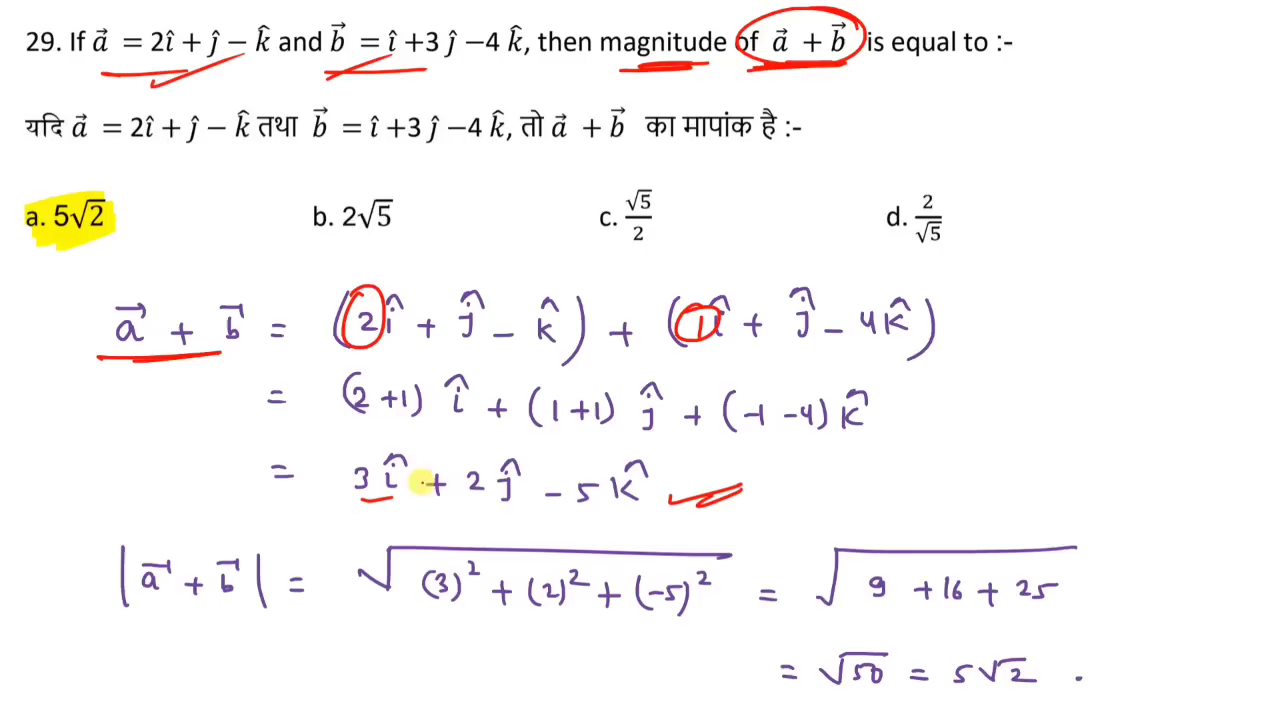 29. If a⃗ = 2î + ĵ − k̂ and b⃗ = î +3 ĵ −4 k̂, then magnitude of a⃗ + b⃗ is equal to :-
यदि a⃗ = 2î + ĵ − k̂ तथा b⃗ = î +3 ĵ −4 k̂, तो a⃗ + b⃗ का मापांक है :-
a. 5√2 b. 2√5 c. √5/2 d. 2/√5
a⃗ + b⃗ = (2î + ĵ − k̂) + (1î + ĵ − 4k̂)
= (2+1) î + (1+1) ĵ + (-1 -4) k̂
= 3î + 2ĵ − 5k̂
|a⃗ + b⃗| = √((3)² + (2)² + (-5)²) = √(9 + 16 + 25)
= √50 = 5√2 .